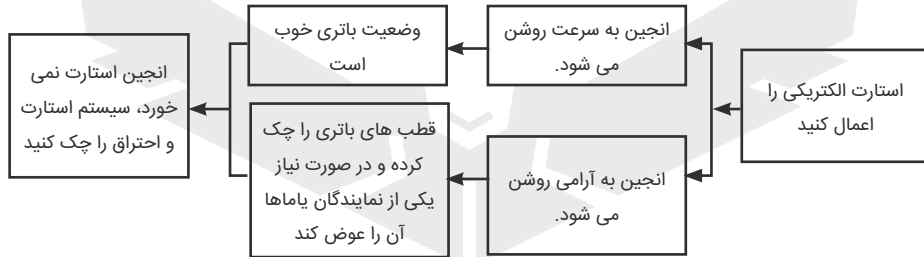 استارت الکتریکی را
اعمال کنید
انجین به سرعت روشن
می شود.
وضعیت باتری خوب
است
انجین به آرامی روشن
می شود.
قطب های باتری را چک
کرده و در صورت نیاز
یکی از نمایندگان یاماها
آن را عوض کند
انجین استارت نمی
خورد، سیستم استارت
و احتراق را چک کنید